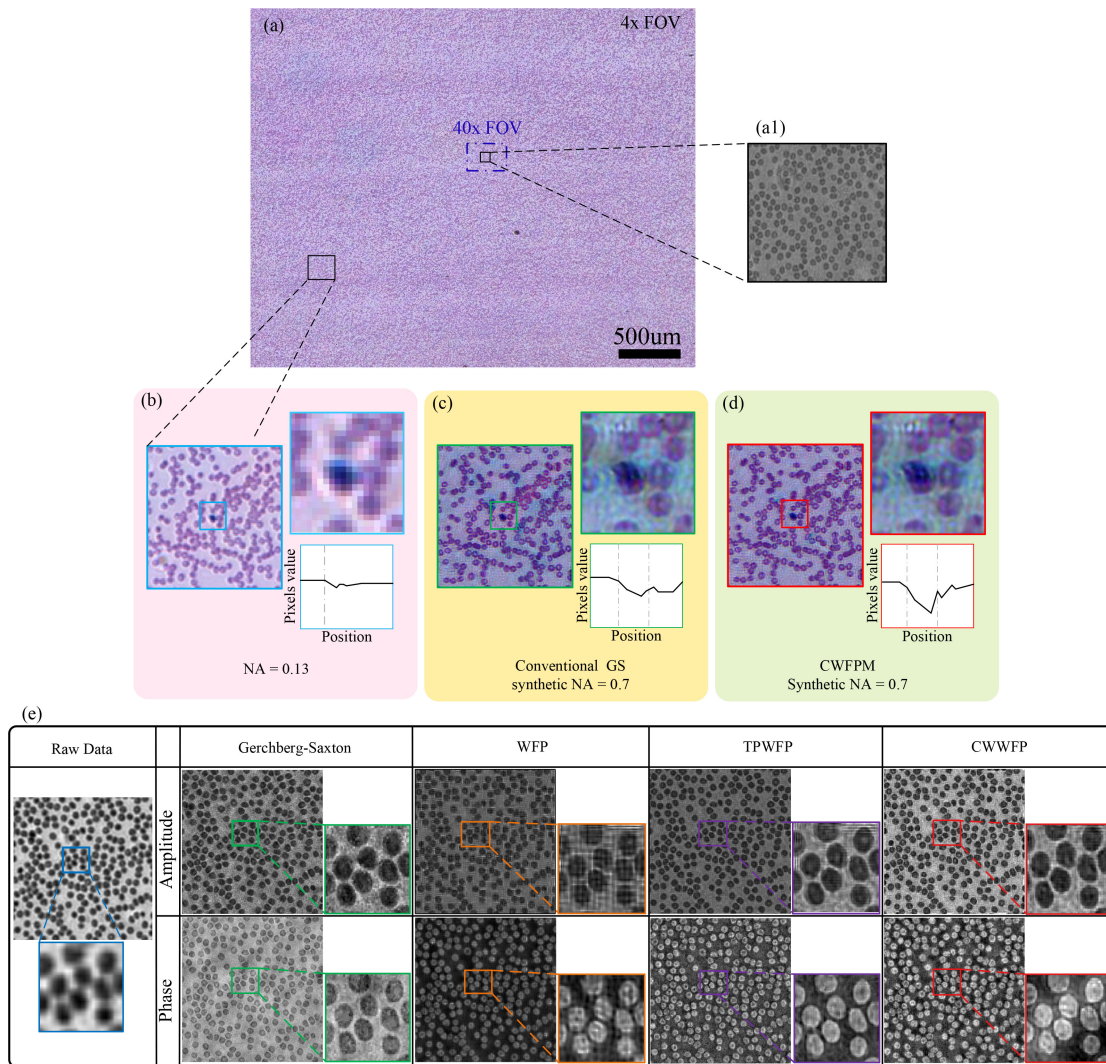 (a)
4x FOV
40x FOV
(a1)
500um
(b)
Pixels value
Position
NA = 0.13
(c)
Pixels value
Position
Conventional GS
synthetic NA = 0.7
(d)
Pixels value
Position
CWFPM
Synthetic NA = 0.7
(e)
Raw Data
Gerchberg-Saxton
WFP
TPWFP
CWWFP
Amplitude
Phase